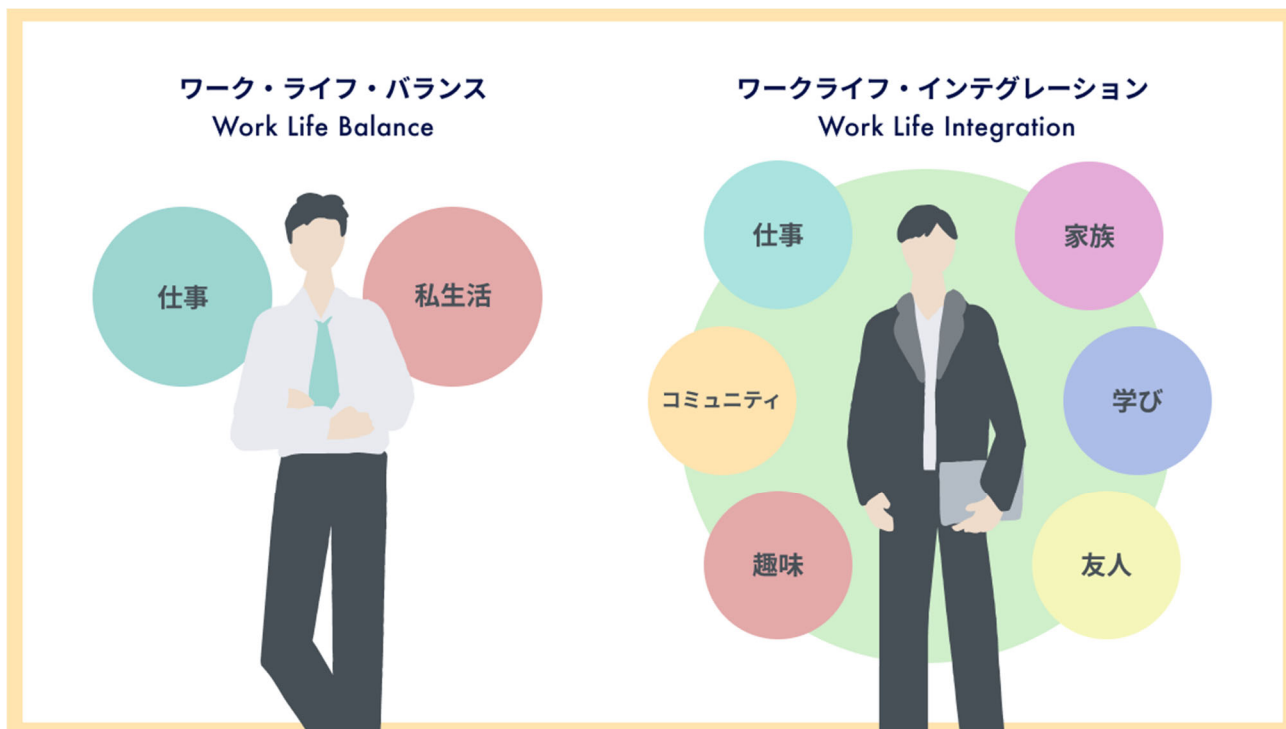 ワーク・ライフ・バランス
Work Life Balance
仕事
私生活
ワークライフ・インテグレーション
Work Life Integration
仕事
家族
コミュニティ
学び
趣味
友人